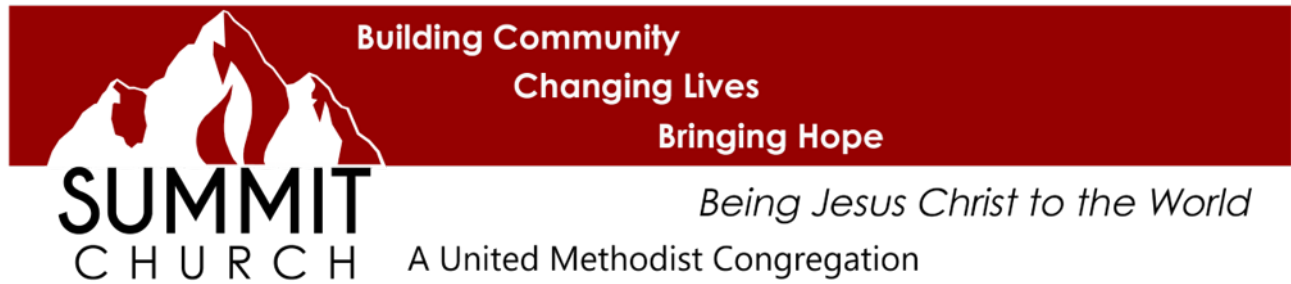 Building Community
Changing Lives
Bringing Hope
SUMMIT
CHURCH
Being Jesus Christ to the World
A United Methodist Congregation